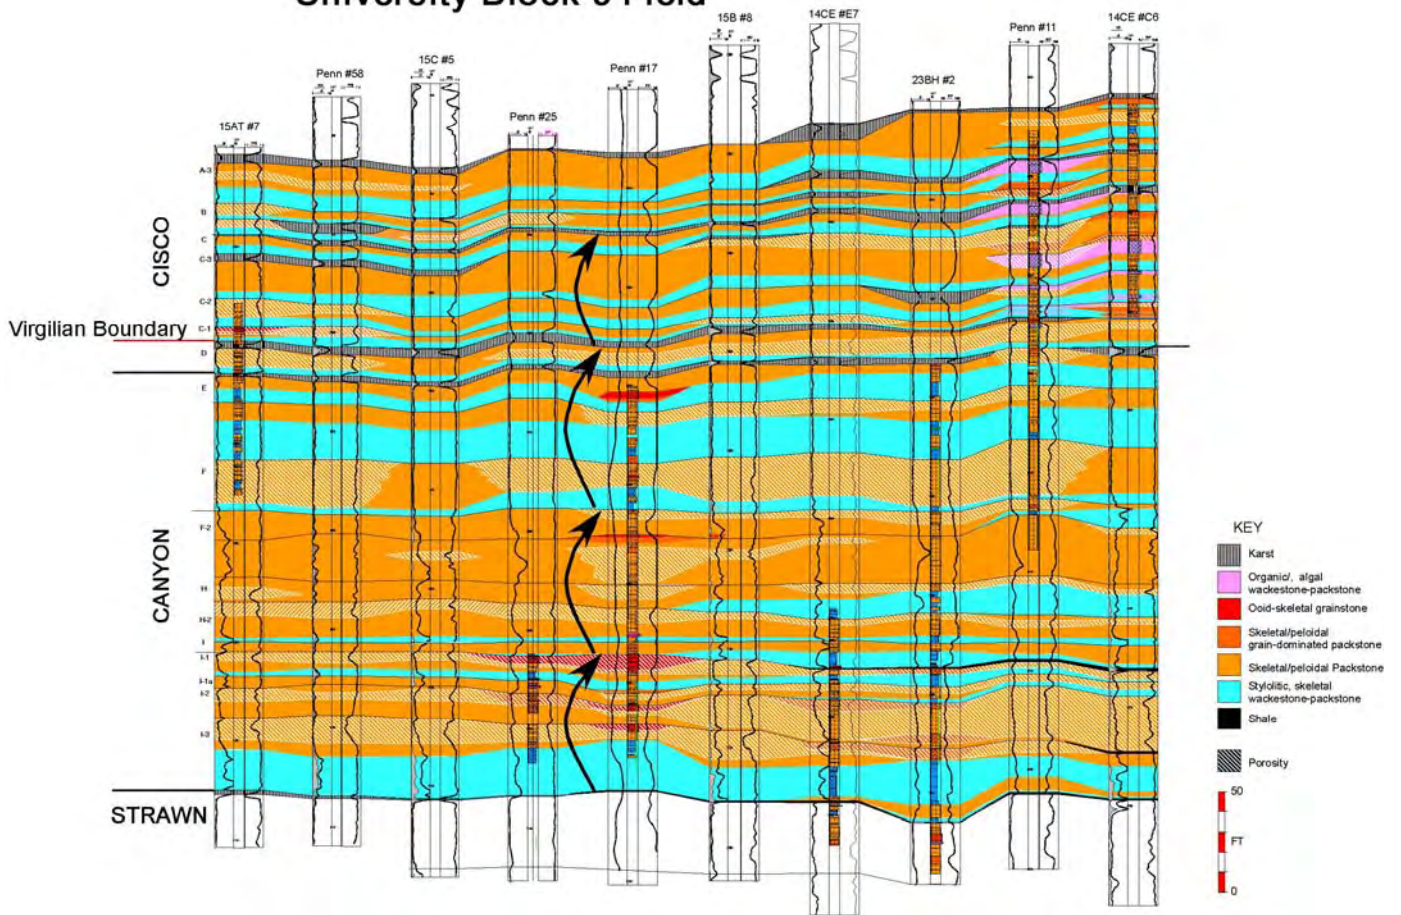 University Block 9 Field
15AT #7
Penn #58
15C #5
Penn #25
Penn #17
15B #8
14CE #E7
23BH #2
Penn #11
14CE #C6
CISCO
Virgilian Boundary
CANYON
STRAWN
A-3
B
C
C-3
C-2
C-1
D
E
F
F-2
H
H-2
I
I-1
I-1a
I-2
I-3
KEY
Karst
Organic/, algal
wackestone-packstone
Ooid-skeletal grainstone
Skeletal/peloidal
grain-dominated packstone
Skeletal/peloidal Packstone
Stylolitic, skeletal
wackestone-packstone
Shale
Porosity
50
FT
0